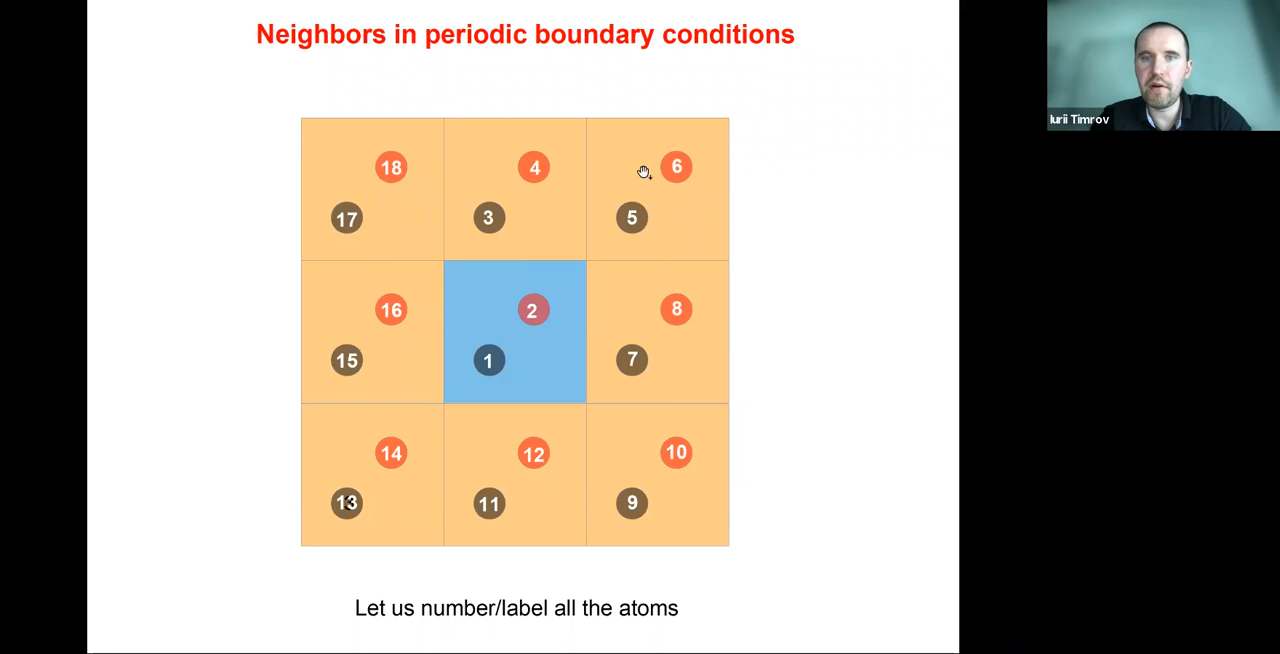 Neighbors in periodic boundary conditions
Iurii Timrov
18 4 6
17 3 5
16 2 8
15 1 7
14 12 10
13 11 9
Let us number/label all the atoms